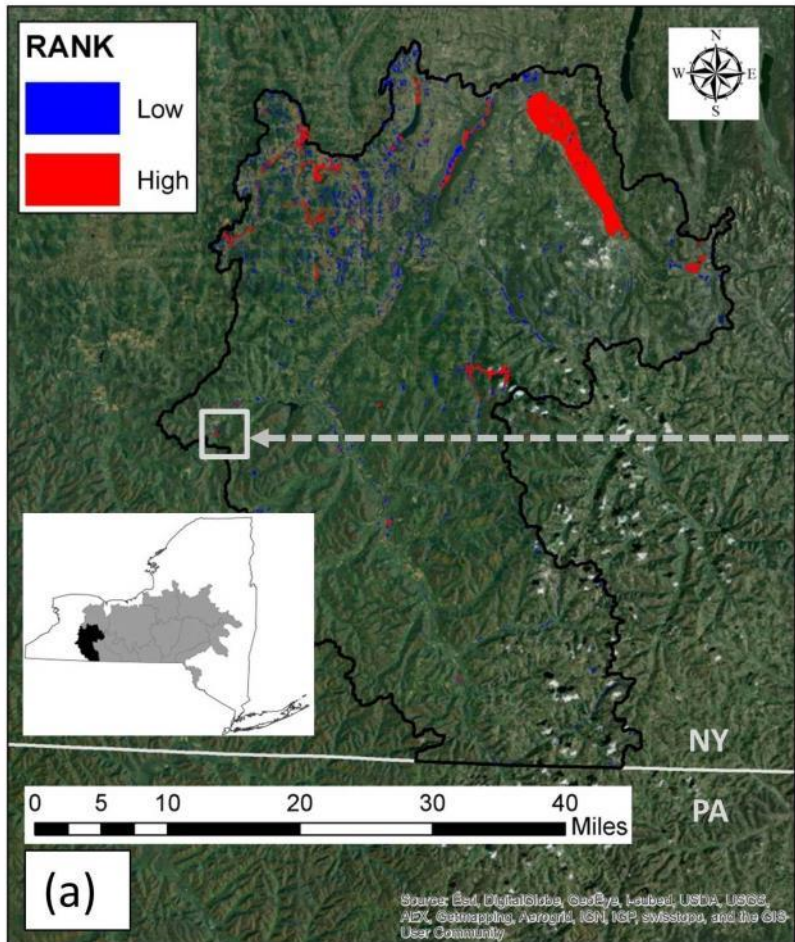 RANK
Low
High
N
W E
S
NY
PA
0 5 10 20 30 40
Miles
(a)
Source: Esri, DigitalGlobe, GeoEye, i-cubed, USDA, USGS,
AEX, Getmapping, Aerogrid, IGN, IGP, swisstopo, and the GIS
User Community